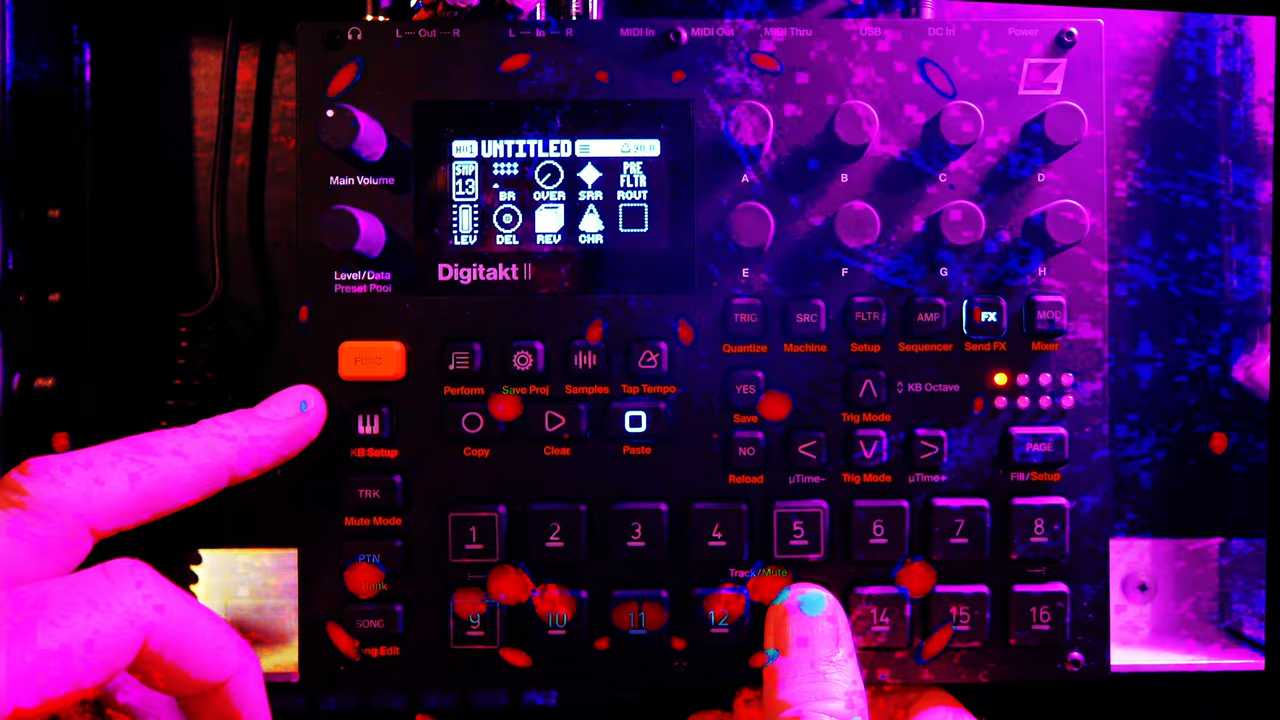 L Out R
L In R
MIDI In
MIDI Out
MIDI Thru
USB
DC In
Power
Main Volume
Level/Data
Preset Pool
A01 UNTITLED 90.0
SMP
13
BR
OVER
SRR
PRE
FLTR
ROUT
LEV
DEL
REV
CHR
Digitakt II
A
B
C
D
E
F
G
H
TRIG
SRC
FLTR
AMP
FX
MOD
Quantize
Machine
Setup
Sequencer
Send FX
Mixer
FUNC
Perform
Save Proj
Samples
Tap Tempo
YES
KB Octave
Save
Trig Mode
Copy
Clear
Paste
KB Setup
NO
PAGE
Reload
μTime-
Trig Mode
μTime+
Fill/Setup
TRK
Mute Mode
1
2
3
4
5
6
7
8
PTN
Track/Mute
9
10
11
12
14
15
16
SONG